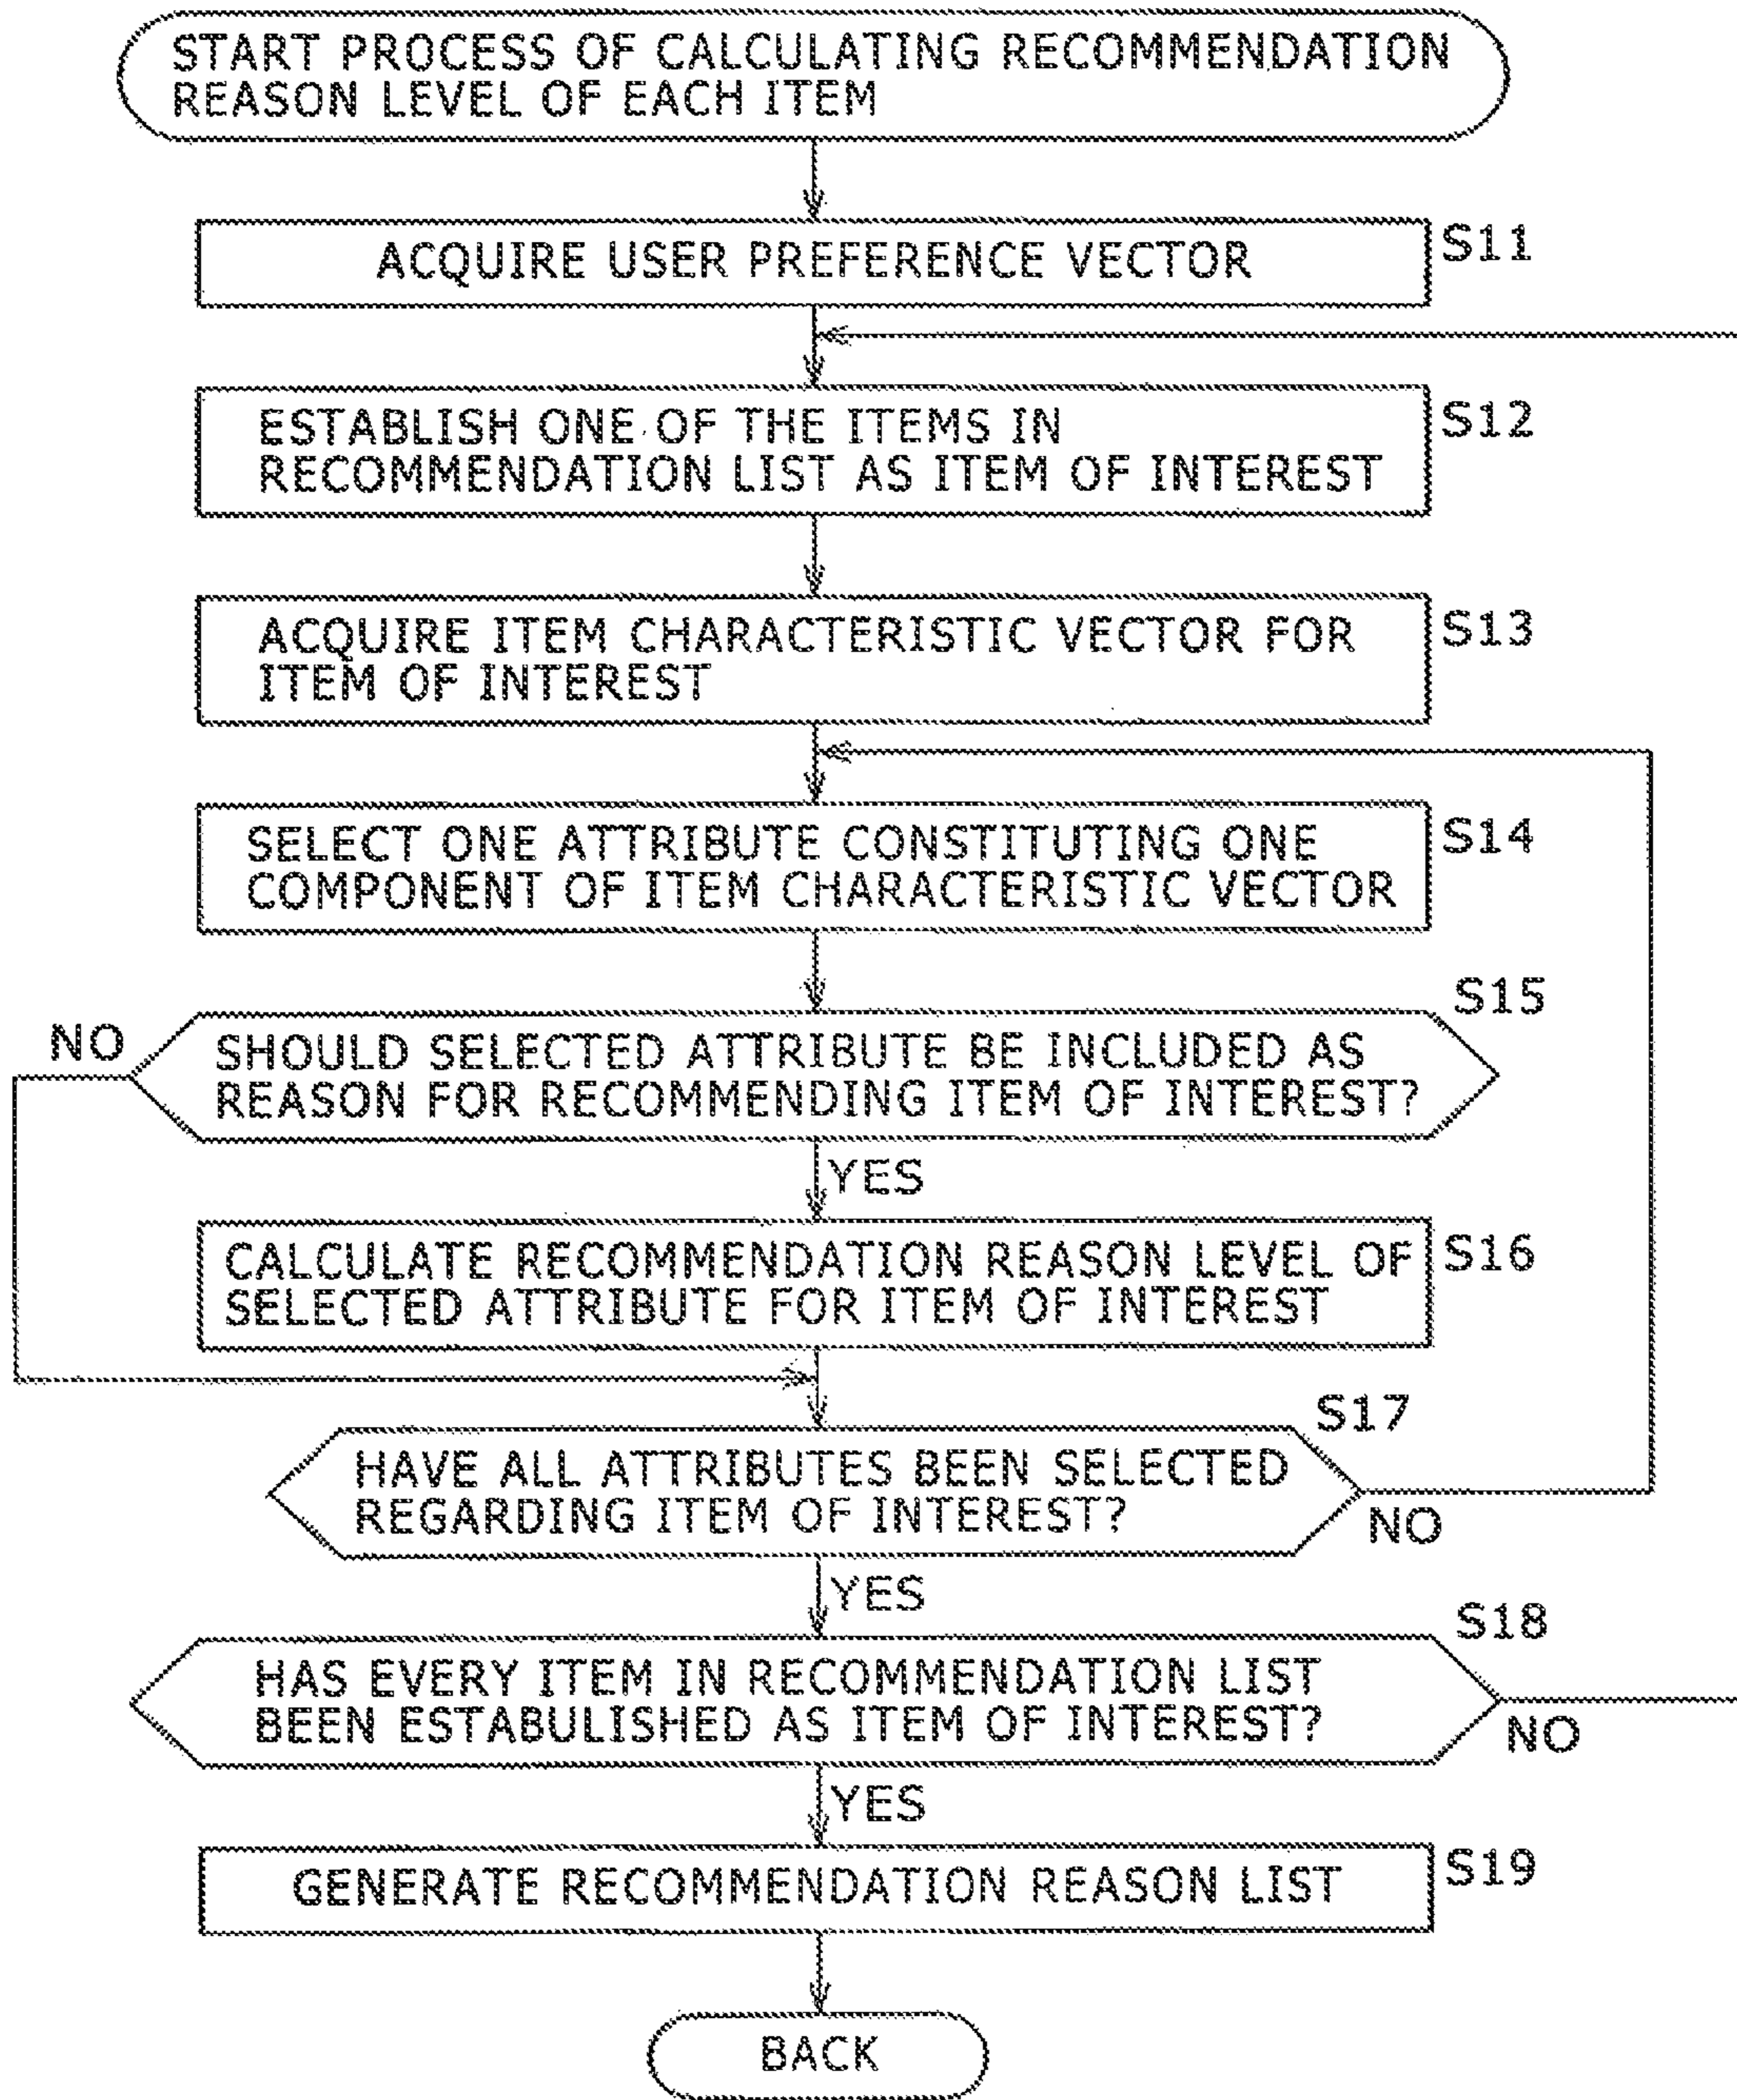 START PROCESS OF CALCULATING RECOMMENDATION
REASON LEVEL OF EACH ITEM
ACQUIRE USER PREFERENCE VECTOR
S11
ESTABLISH ONE OF THE ITEMS IN
RECOMMENDATION LIST AS ITEM OF INTEREST
S12
ACQUIRE ITEM CHARACTERISTIC VECTOR FOR
ITEM OF INTEREST
S13
SELECT ONE ATTRIBUTE CONSTITUTING ONE
COMPONENT OF ITEM CHARACTERISTIC VECTOR
S14
S15
NO
SHOULD SELECTED ATTRIBUTE BE INCLUDED AS
REASON FOR RECOMMENDING ITEM OF INTEREST?
YES
CALCULATE RECOMMENDATION REASON LEVEL OF
SELECTED ATTRIBUTE FOR ITEM OF INTEREST
S16
S17
HAVE ALL ATTRIBUTES BEEN SELECTED
REGARDING ITEM OF INTEREST?
NO
YES
S18
HAS EVERY ITEM IN RECOMMENDATION LIST
BEEN ESTABULISHED AS ITEM OF INTEREST?
NO
YES
GENERATE RECOMMENDATION REASON LIST
S19
BACK